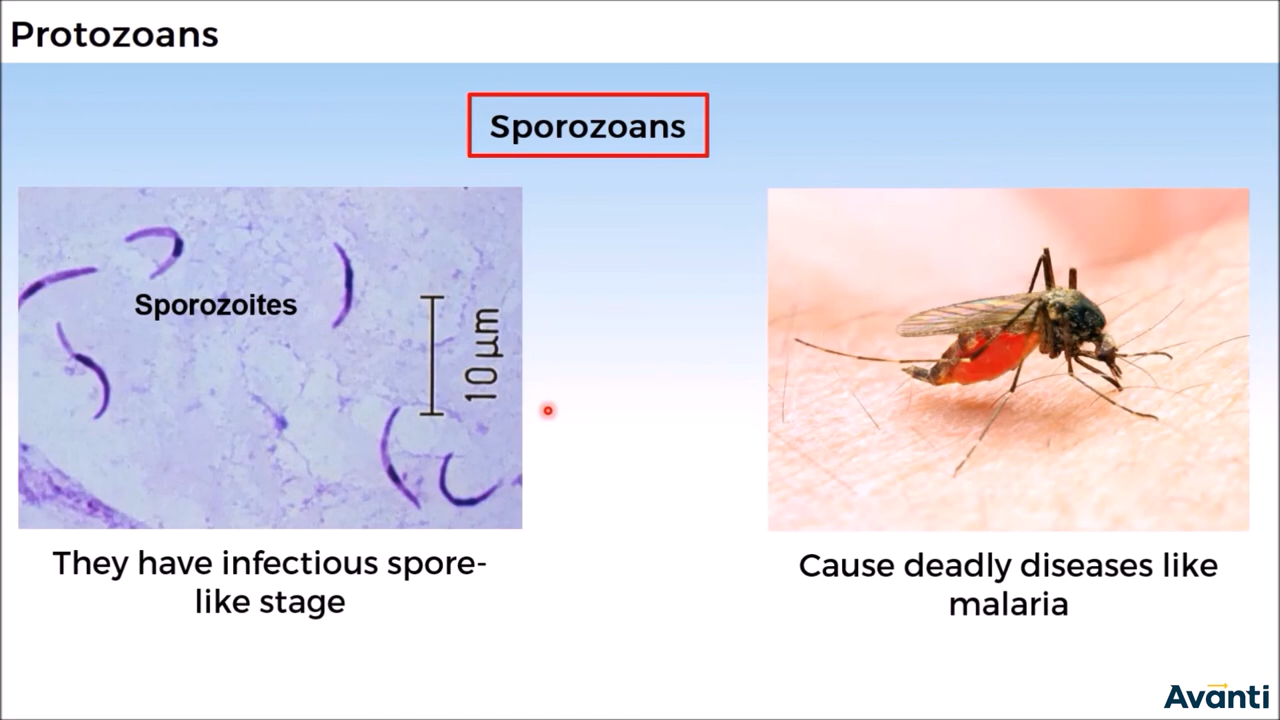 Protozoans
Sporozoans
Sporozoites
10 μm
They have infectious spore-
like stage
Cause deadly diseases like
malaria
Avanti